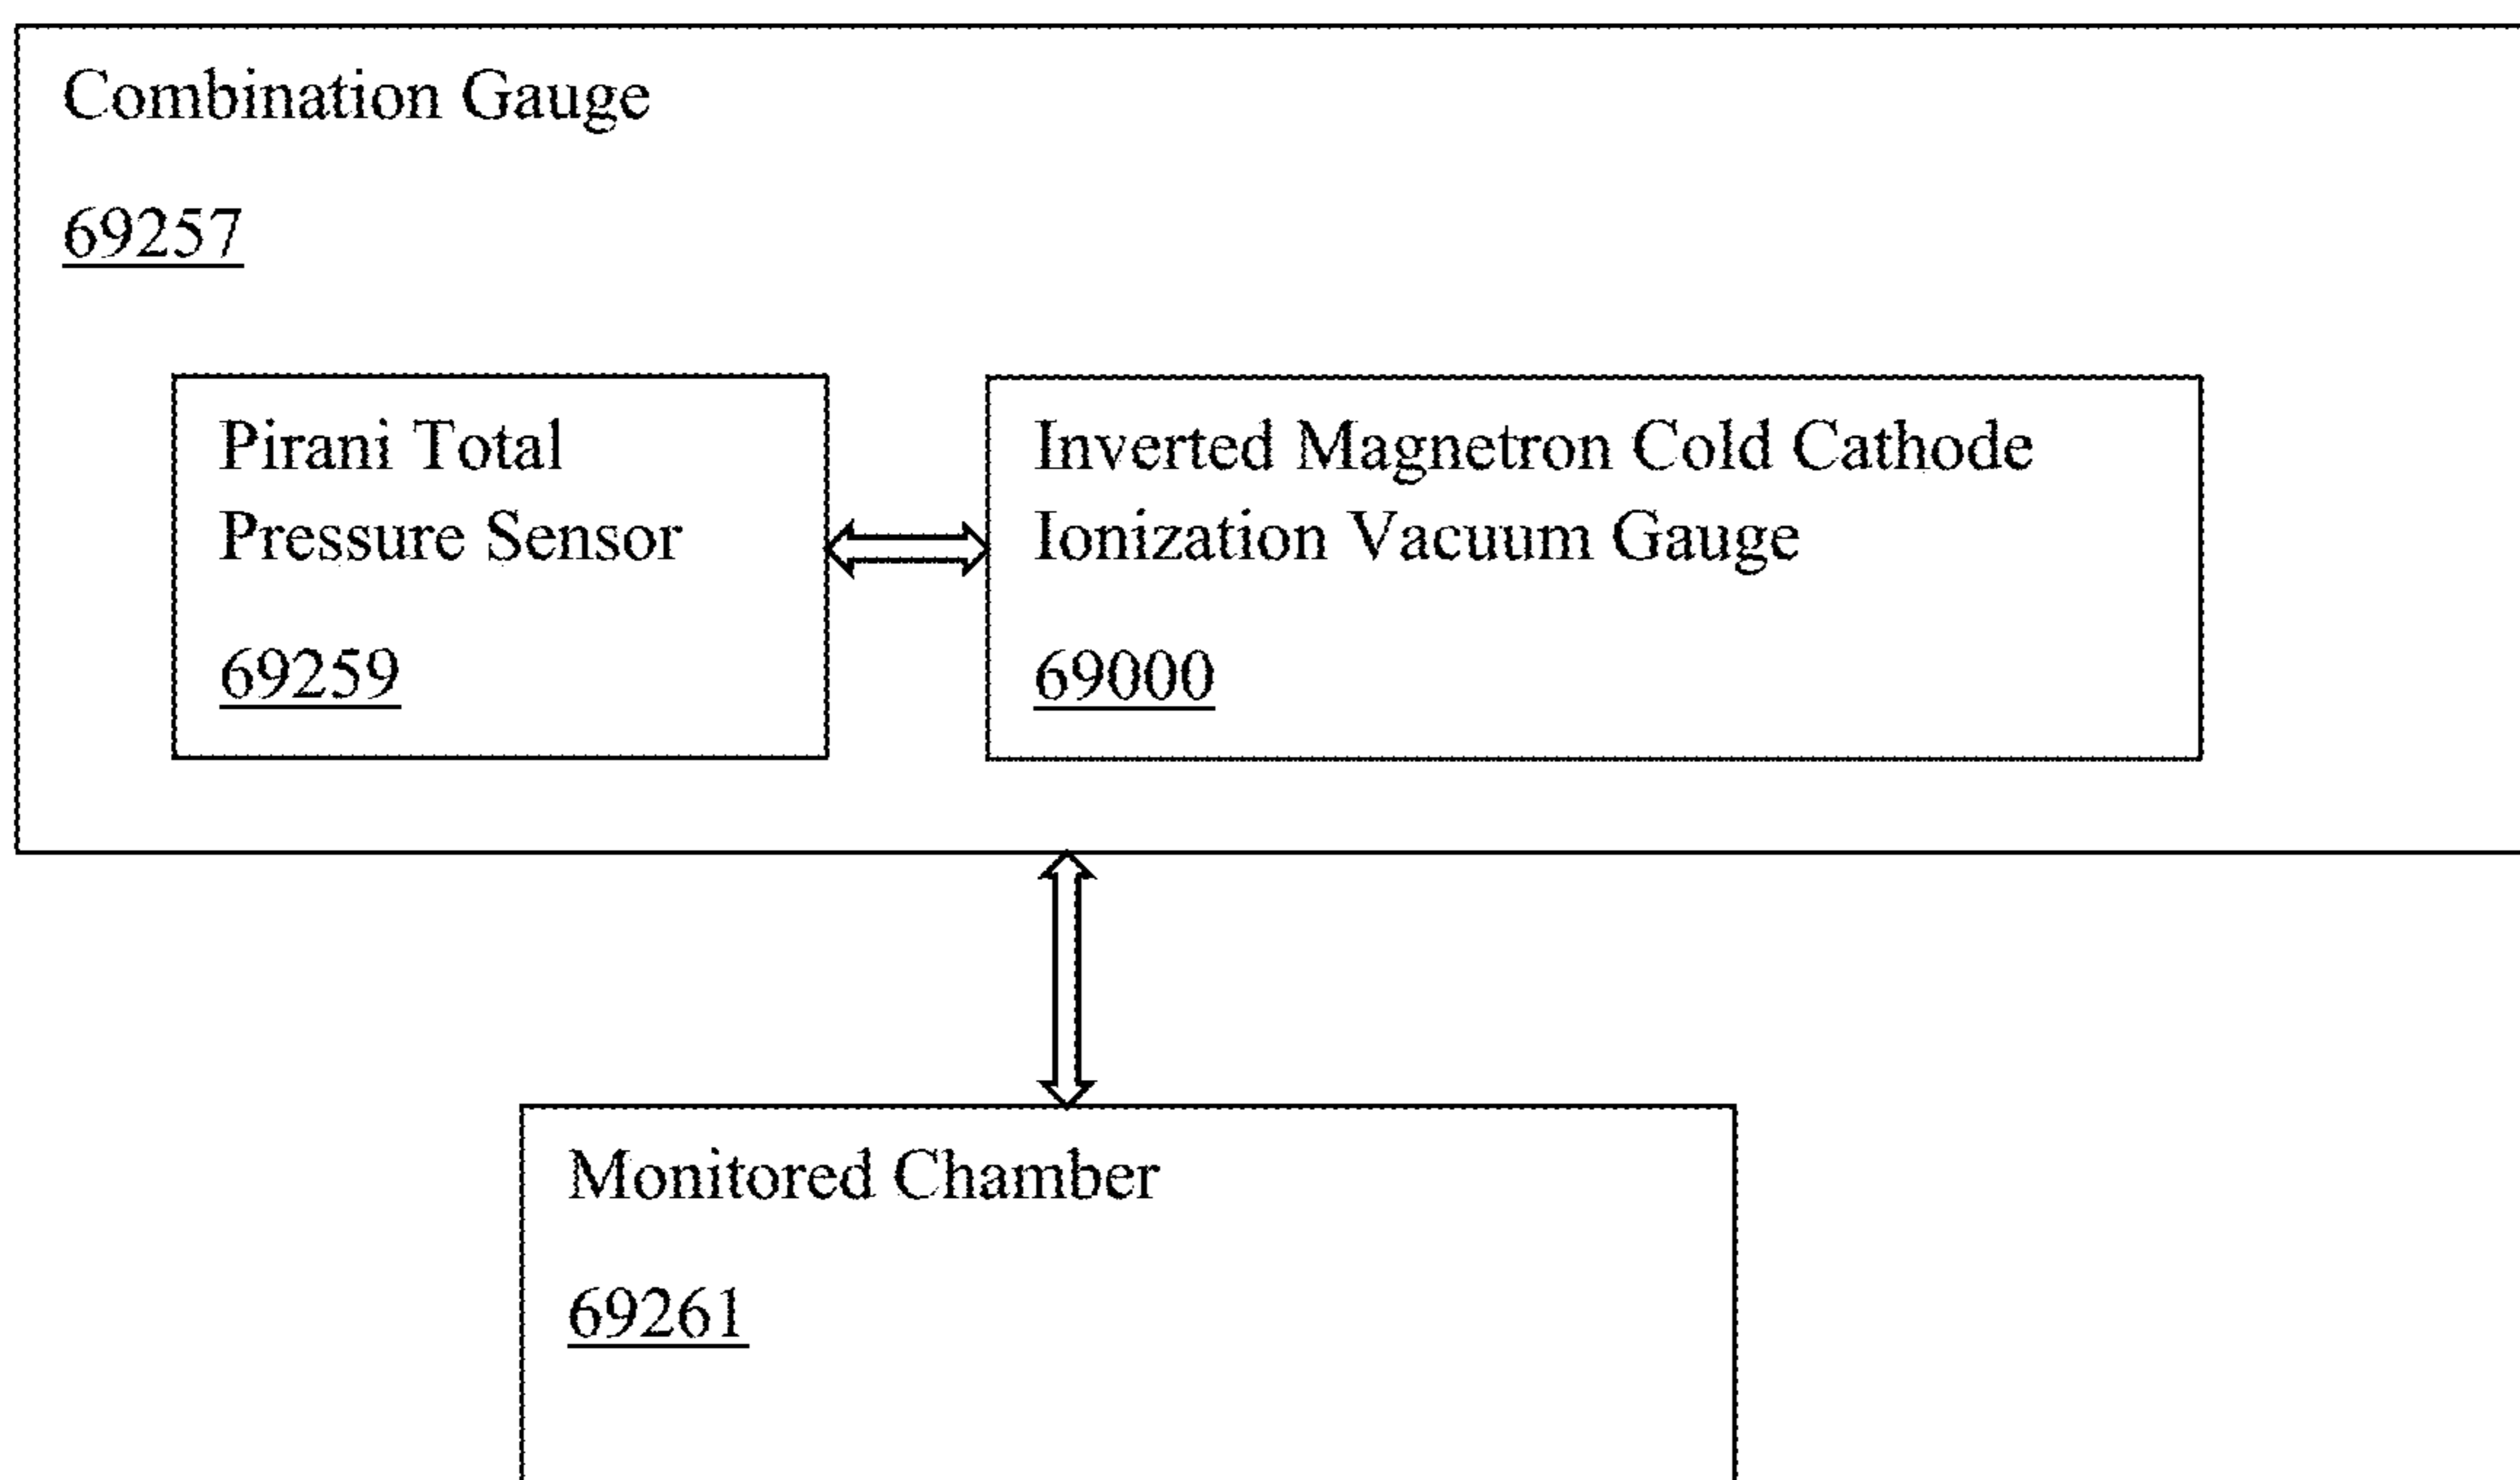 Combination Gauge
69257
Pirani Total
Pressure Sensor
69259
Inverted Magnetron Cold Cathode
Ionization Vacuum Gauge
69000
Monitored Chamber
69261